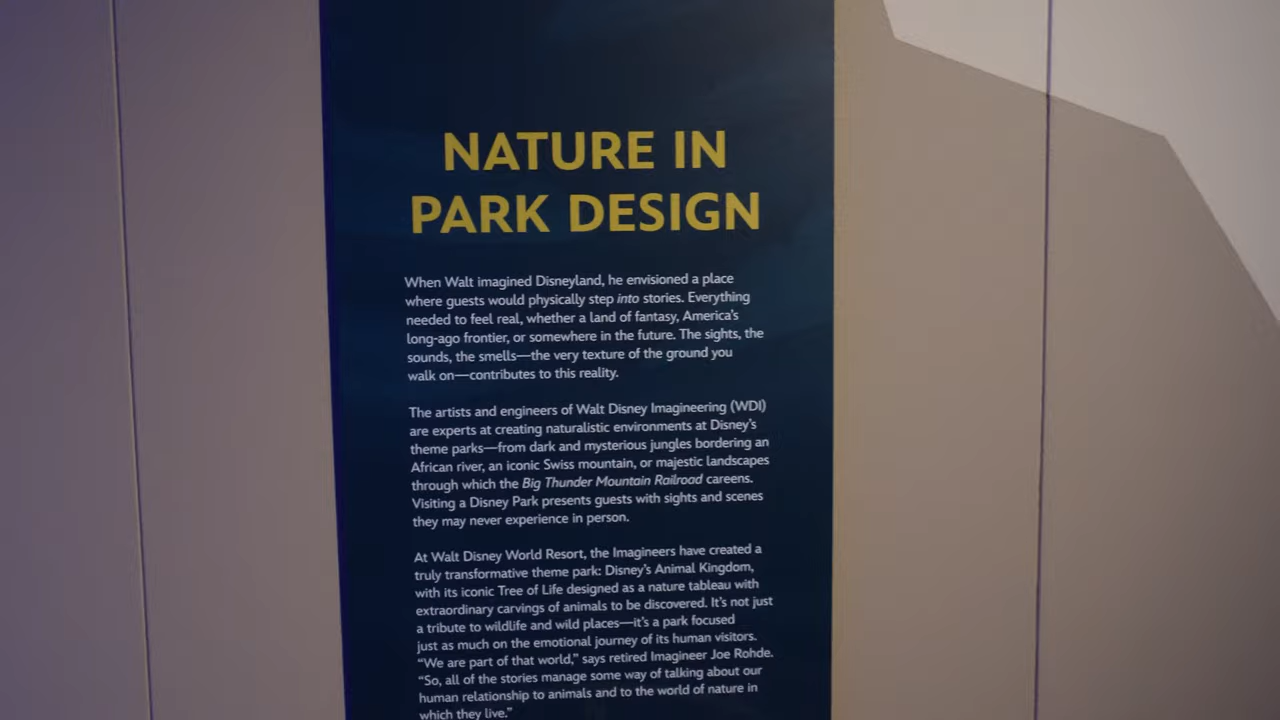 NATURE IN
PARK DESIGN
When Walt imagined Disneyland, he envisioned a place
where guests would physically step into stories. Everything
needed to feel real, whether a land of fantasy, America's
long-ago frontier, or somewhere in the future. The sights, the
sounds, the smells—the very texture of the ground you
walk on—contributes to this reality.
The artists and engineers of Walt Disney Imagineering (WDI)
are experts at creating naturalistic environments at Disney's
theme parks—from dark and mysterious jungles bordering an
African river, an iconic Swiss mountain, or majestic landscapes
through which the Big Thunder Mountain Railroad careens.
Visiting a Disney Park presents guests with sights and scenes
they may never experience in person.
At Walt Disney World Resort, the Imagineers have created a
truly transformative theme park: Disney's Animal Kingdom,
with its iconic Tree of Life designed as a nature tableau with
extraordinary carvings of animals to be discovered. It's not just
a tribute to wildlife and wild places—it's a park focused
just as much on the emotional journey of its human visitors.
"We are part of that world," says retired Imagineer Joe Rohde.
"So, all of the stories manage some way of talking about our
human relationship to animals and to the world of nature in
which they live."